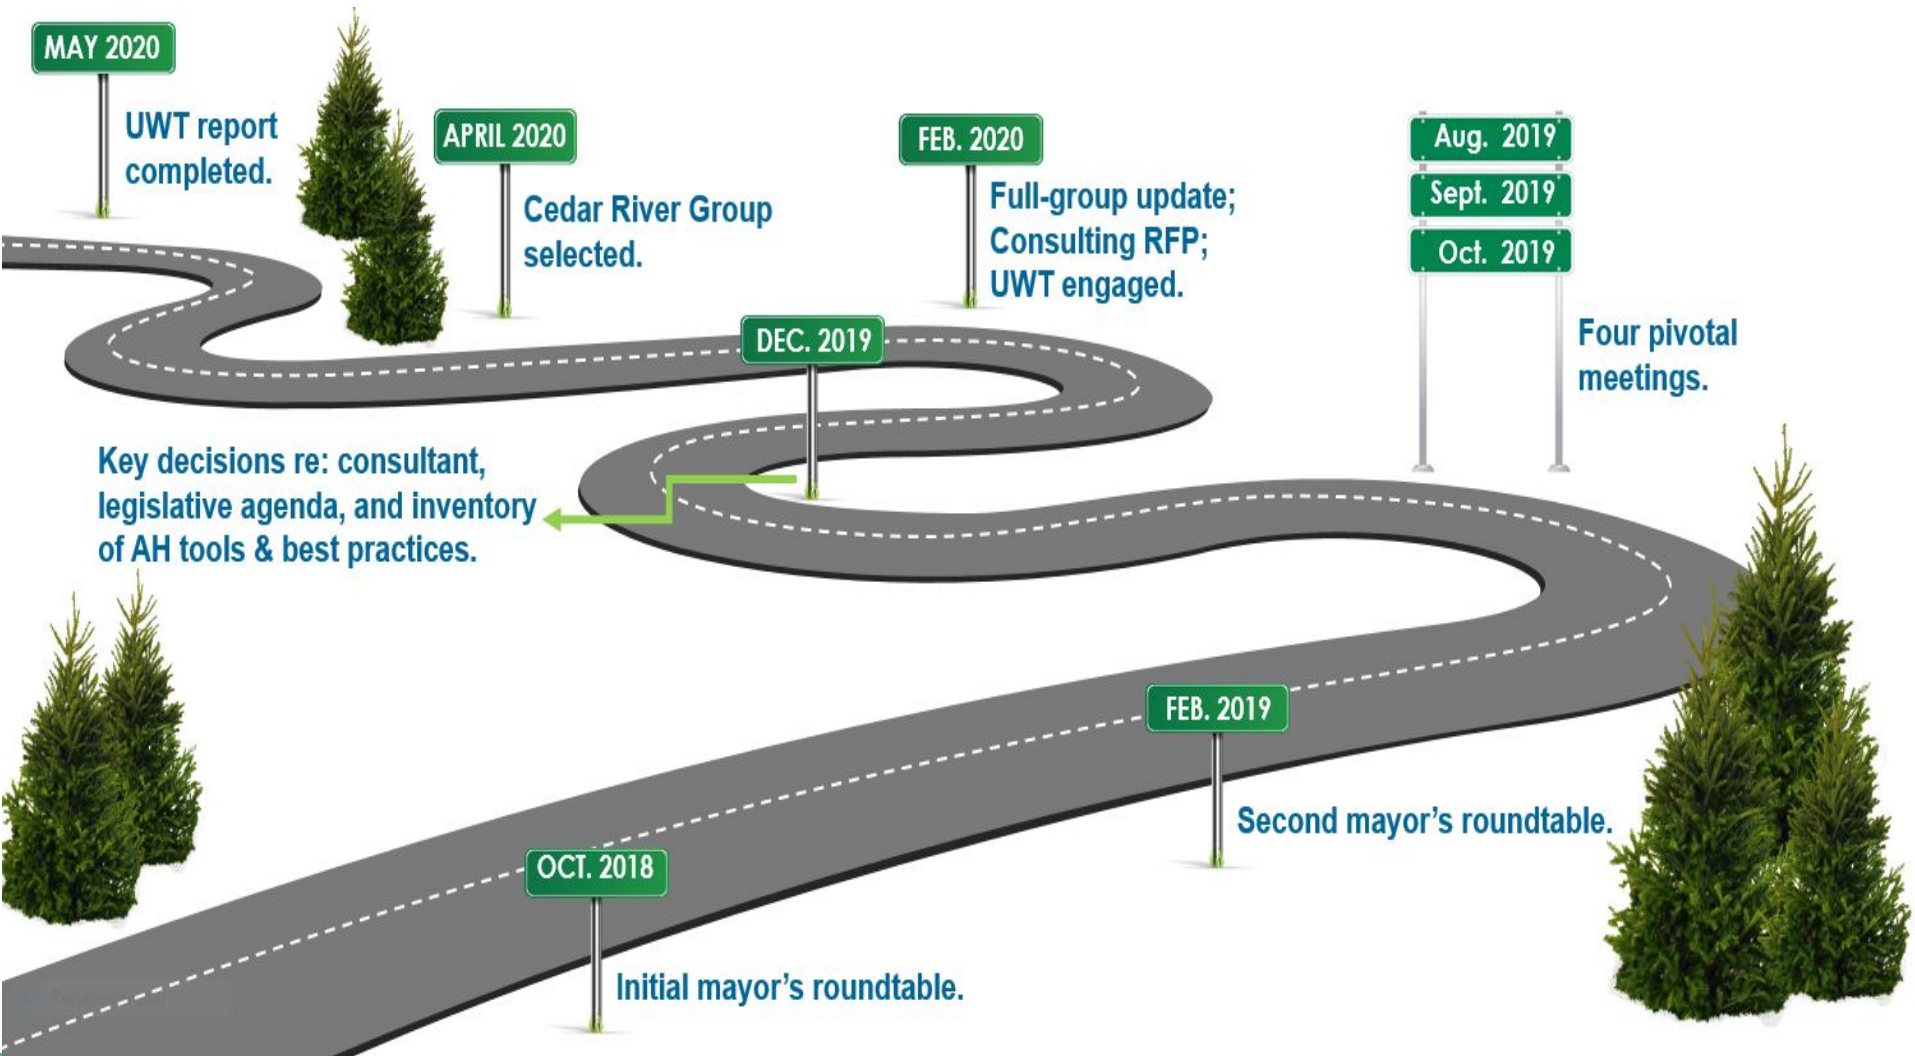 MAY 2020
UWT report
completed.
APRIL 2020
Cedar River Group
selected.
FEB. 2020
Full-group update;
Consulting RFP;
UWT engaged.
Aug. 2019
Sept. 2019
Oct. 2019
Four pivotal
meetings.
DEC. 2019
Key decisions re: consultant,
legislative agenda, and inventory
of AH tools & best practices.
FEB. 2019
Second mayor's roundtable.
OCT. 2018
Initial mayor's roundtable.